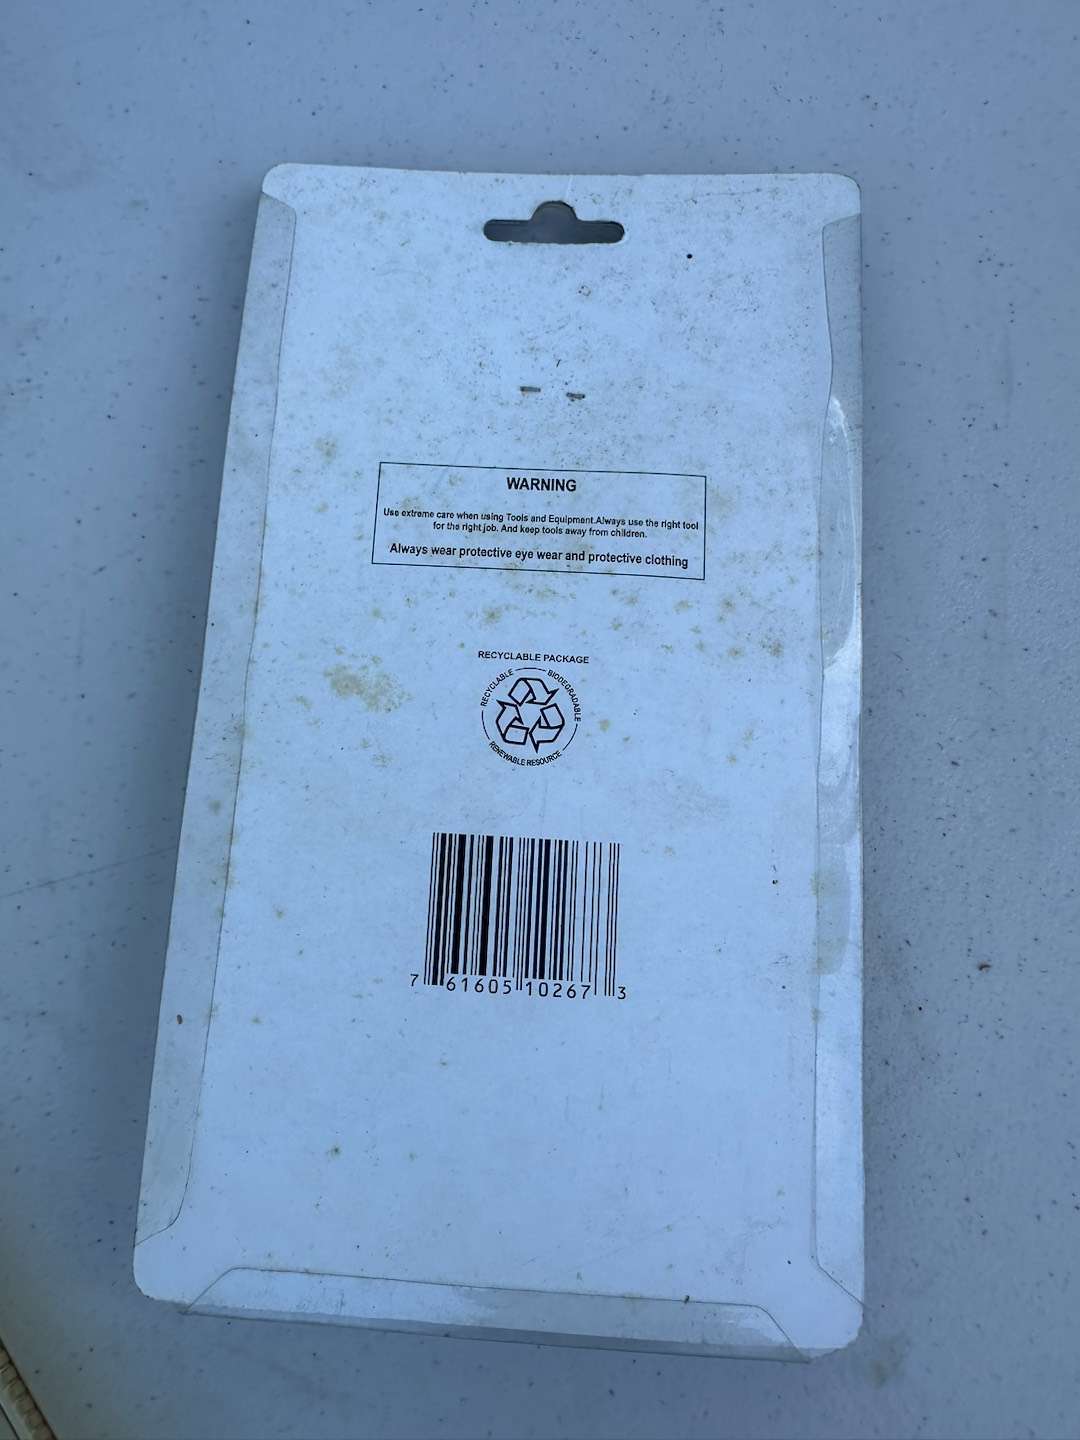 WARNING
Use extreme care when using Tools and Equipment.Always use the right tool
for the right job. And keep tools away from children.
Always wear protective eye wear and protective clothing
RECYCLABLE PACKAGE
RECYCLABLE
BIODEGRADABLE
RENEWABLE RESOURCE
7 61605 10267 3